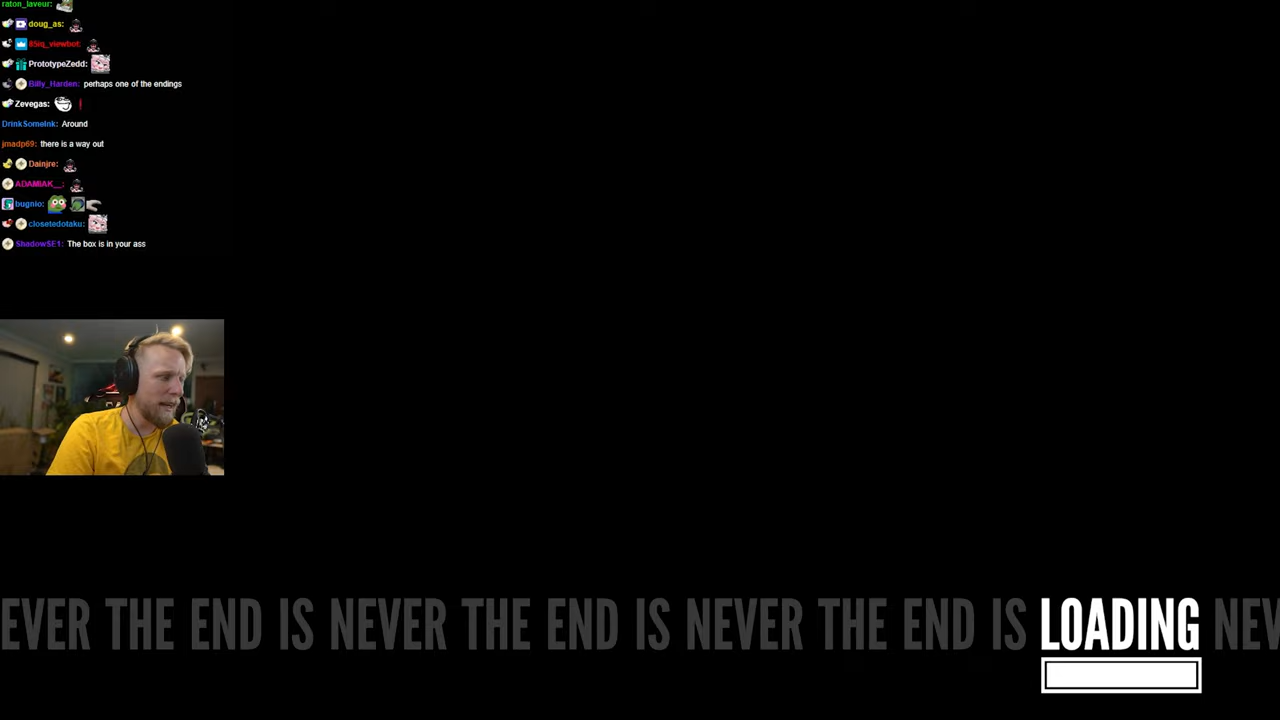 raton_laveur:
doug_as:
85iq_viewbot:
PrototypeZedd:
Billy_Harden: perhaps one of the endings
Zevegas:
DrinkSomeInk: Around
jmadp69: there is a way out
Dainjre:
ADAMIAK__:
bugnio:
closetedotaku:
ShadowSE1: The box is in your ass
EVER THE END IS NEVER THE END IS NEVER THE END IS LOADING NEV